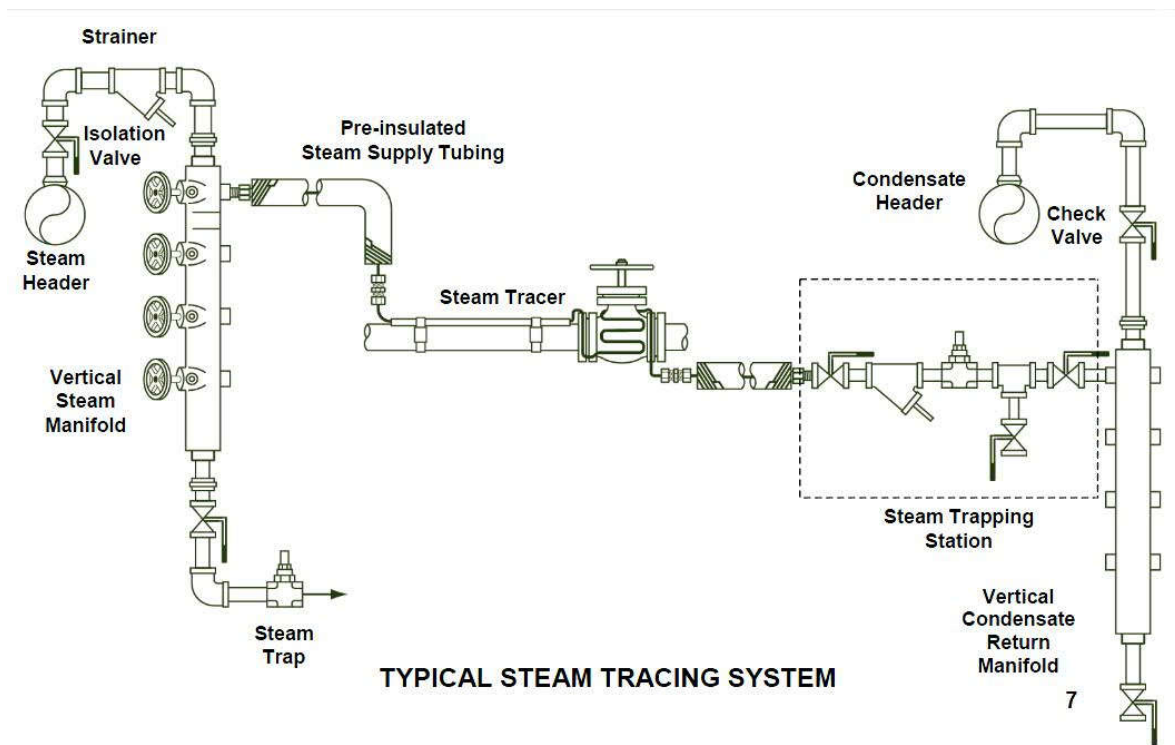 Strainer
Isolation
Valve
Pre-insulated
Steam Supply Tubing
Condensate
Header
Check
Valve
Steam
Header
Steam Tracer
Vertical
Steam
Manifold
Steam Trapping
Station
Steam
Trap
Vertical
Condensate
Return
Manifold
TYPICAL STEAM TRACING SYSTEM
7